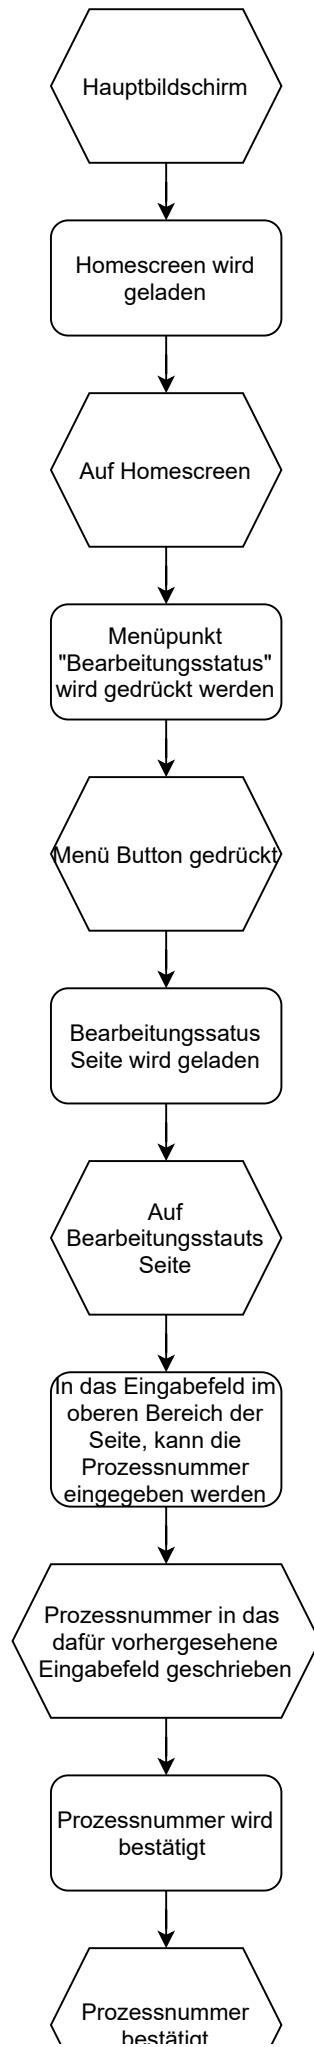 Hauptbildschirm
Homescreen wird
geladen
Auf Homescreen
Menüpunkt
"Bearbeitungsstatus"
wird gedrückt werden
Menü Button gedrückt
Bearbeitungssatus
Seite wird geladen
Auf
Bearbeitungsstauts
Seite
In das Eingabefeld im
oberen Bereich der
Seite, kann die
Prozessnummer
eingegeben werden
Prozessnummer in das
dafür vorhergesehene
Eingabefeld geschrieben
Prozessnummer wird
bestätigt
Prozessnummer
bestätigt